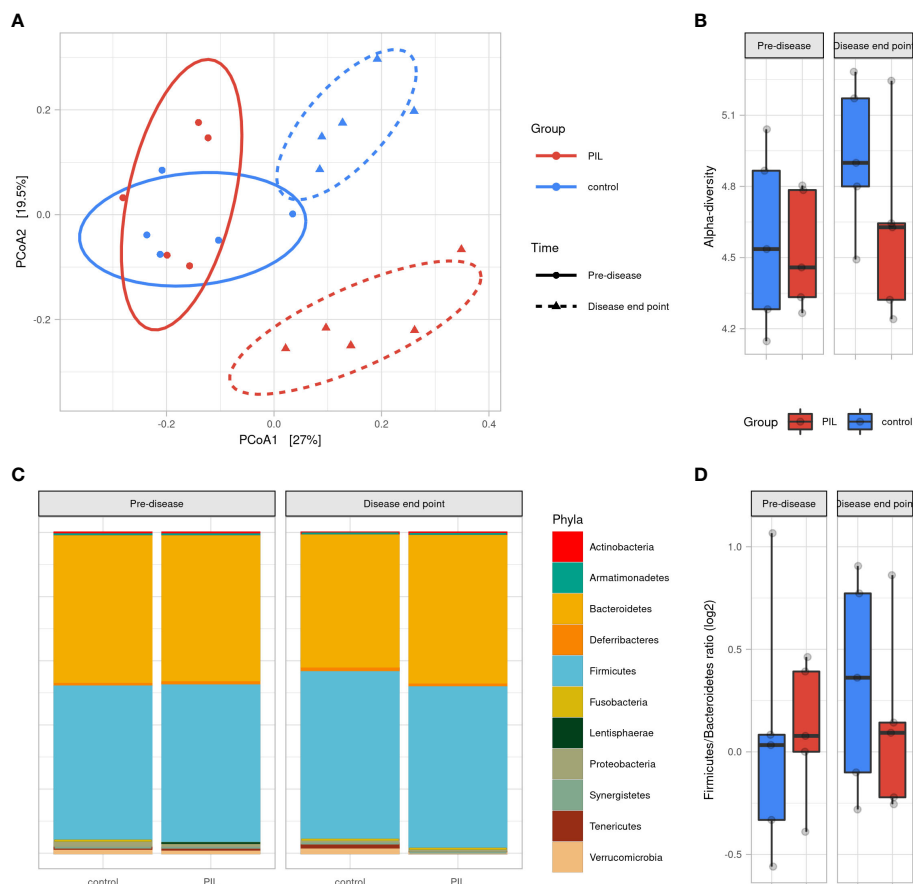 A
PCoA2 [19.5%]
0.2
0.0
-0.2
-0.2
0.0
0.2
0.4
PCoA1 [27%]
Group
PIL
control
Time
Pre-disease
Disease end point
B
Pre-disease
Disease end point
Alpha-diversity
5.1
4.8
4.5
4.2
Group
PIL
control
C
Pre-disease
Disease end point
control
PIL
control
PIL
Phyla
Actinobacteria
Armatimonadetes
Bacteroidetes
Deferribacteres
Firmicutes
Fusobacteria
Lentisphaerae
Proteobacteria
Synergistetes
Tenericutes
Verrucomicrobia
D
Pre-disease
Disease end point
Firmicutes/Bacteroidetes ratio (log2)
1.0
0.5
0.0
-0.5